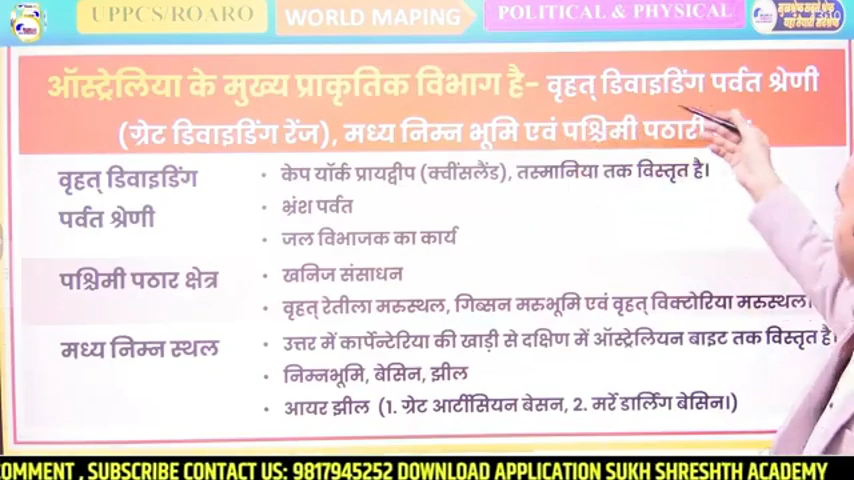 UPPCS/ROARO
WORLD MAPING
POLITICAL & PHYSICAL
ऑस्ट्रेलिया के मुख्य प्राकृतिक विभाग है- वृहत् डिवाइडिंग पर्वत श्रेणी
(ग्रेट डिवाइडिंग रेंज), मध्य निम्न भूमि एवं पश्चिमी पठारी
वृहत् डिवाइडिंग
पर्वत श्रेणी
• केप यॉर्क प्रायद्वीप (क्वींसलैंड), तस्मानिया तक विस्तृत है।
• भ्रंश पर्वत
• जल विभाजक का कार्य
पश्चिमी पठार क्षेत्र
• खनिज संसाधन
• वृहत् रेतीला मरुस्थल, गिब्सन मरुभूमि एवं वृहत् विक्टोरिया मरुस्थल।
मध्य निम्न स्थल
• उत्तर में कार्पेन्टेरिया की खाड़ी से दक्षिण में ऑस्ट्रेलियन बाइट तक विस्तृत है।
• निम्नभूमि, बेसिन, झील
• आयर झील (1. ग्रेट आर्टीसियन बेसन, 2. मर्रे डार्लिंग बेसिन।)
COMMENT , SUBSCRIBE CONTACT US: 9817945252 DOWNLOAD APPLICATION SUKH SHRESHTH ACADEMY